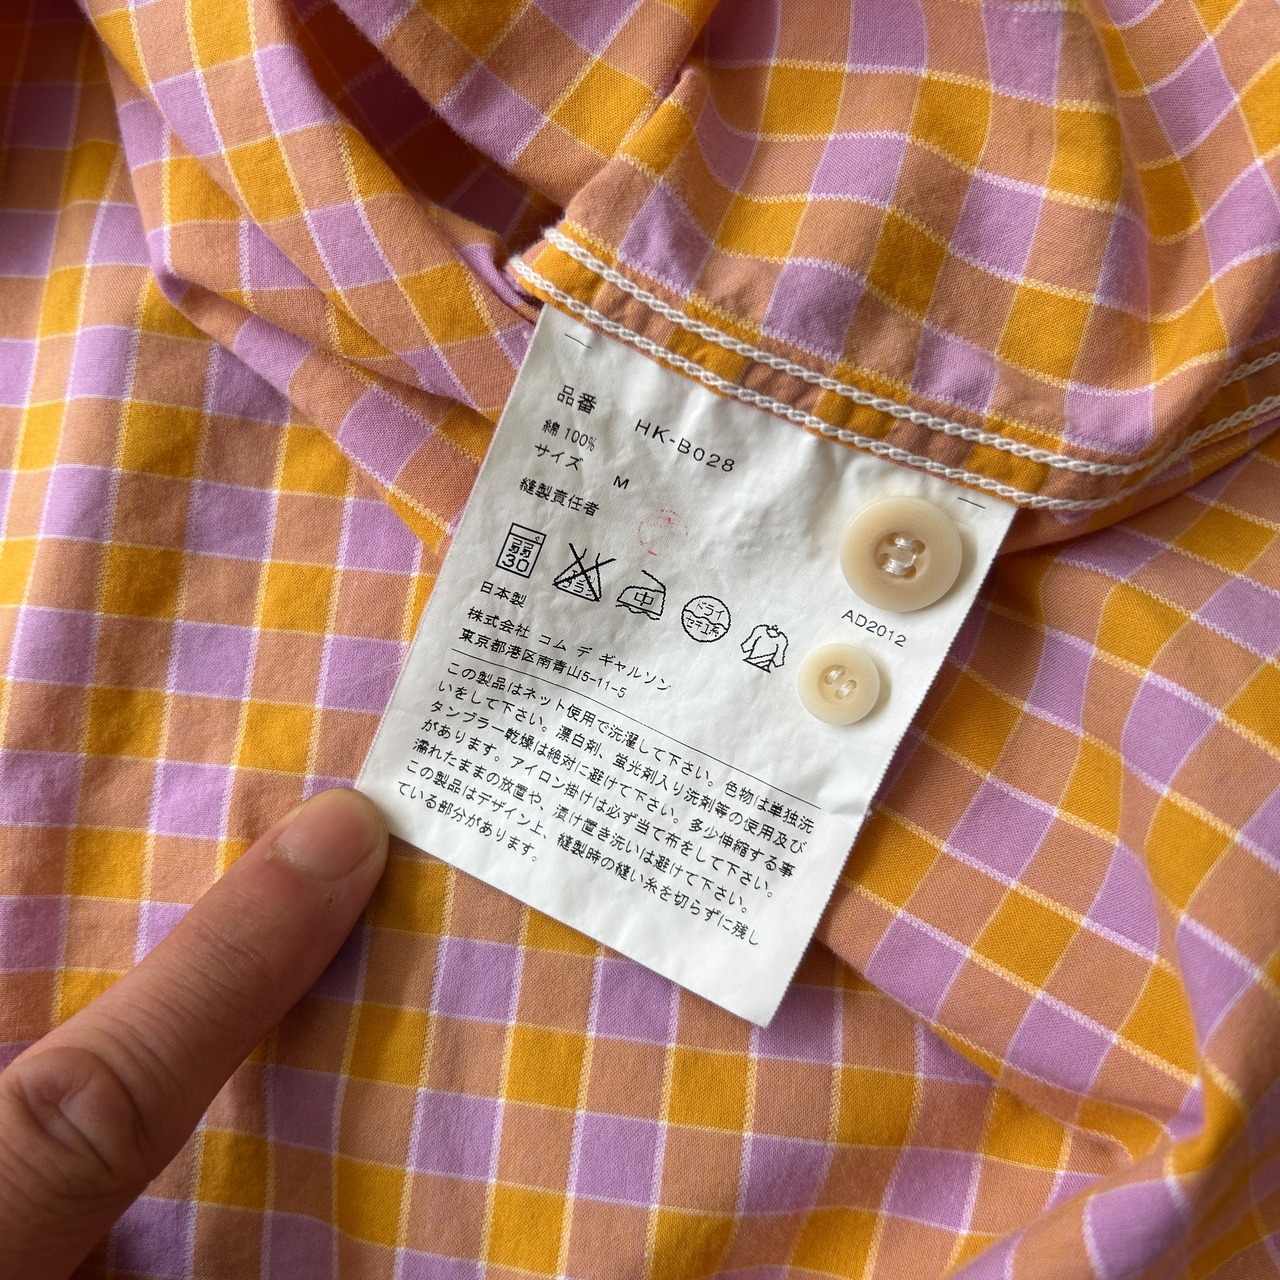 品番 HK-B028
綿 100%
サイズ M
縫製責任者
弱
30
ドライ
セキユ系
中
AD2012
日本製
株式会社 コム デ ギャルソン
東京都港区南青山5-11-5
この製品はネット使用で洗濯して下さい。色物は単独洗
いをして下さい。漂白剤、蛍光剤入り洗剤等の使用及び
タンブラー乾燥は絶対に避けて下さい。多少伸縮する事
があります。アイロン掛けは必ず当て布をして下さい。
濡れたままの放置や、漬け置き洗いは避けて下さい。
この製品はデザイン上、縫製時の縫い糸を切らずに残し
ている部分があります。